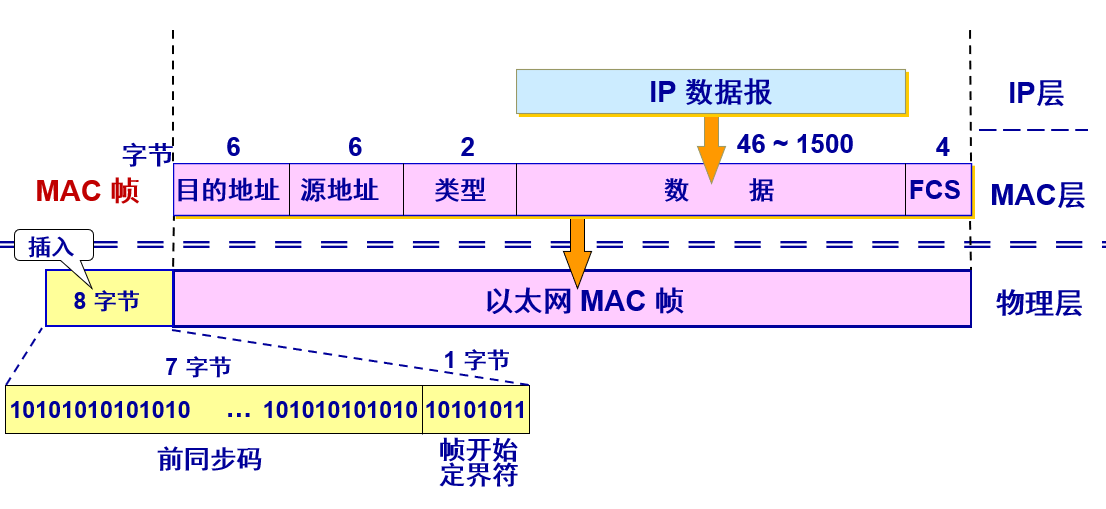 IP 数据报
IP层
字节
6
6
2
46 ~ 1500
4
MAC 帧
目的地址
源地址
类型
数 据
FCS
MAC层
插入
8 字节
以太网 MAC 帧
物理层
7 字节
1 字节
10101010101010 … 101010101010
10101011
前同步码
帧开始
定界符